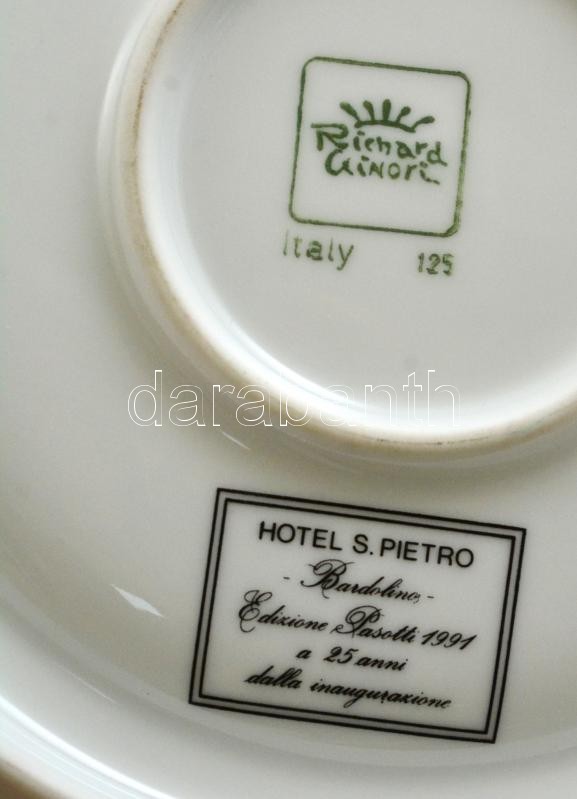 Richard
Ginori
Italy 125
darabanth
HOTEL S. PIETRO
- Bardolino -
Edizione Pasotti 1991
a 25 anni
dalla inaugurazione